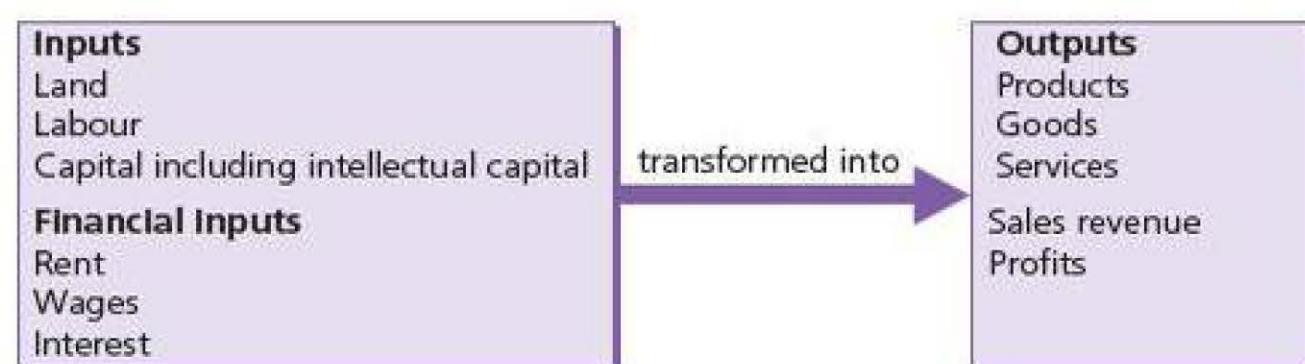 Inputs
Land
Labour
Capital including intellectual capital
Financial Inputs
Rent
Wages
Interest
transformed into
Outputs
Products
Goods
Services
Sales revenue
Profits